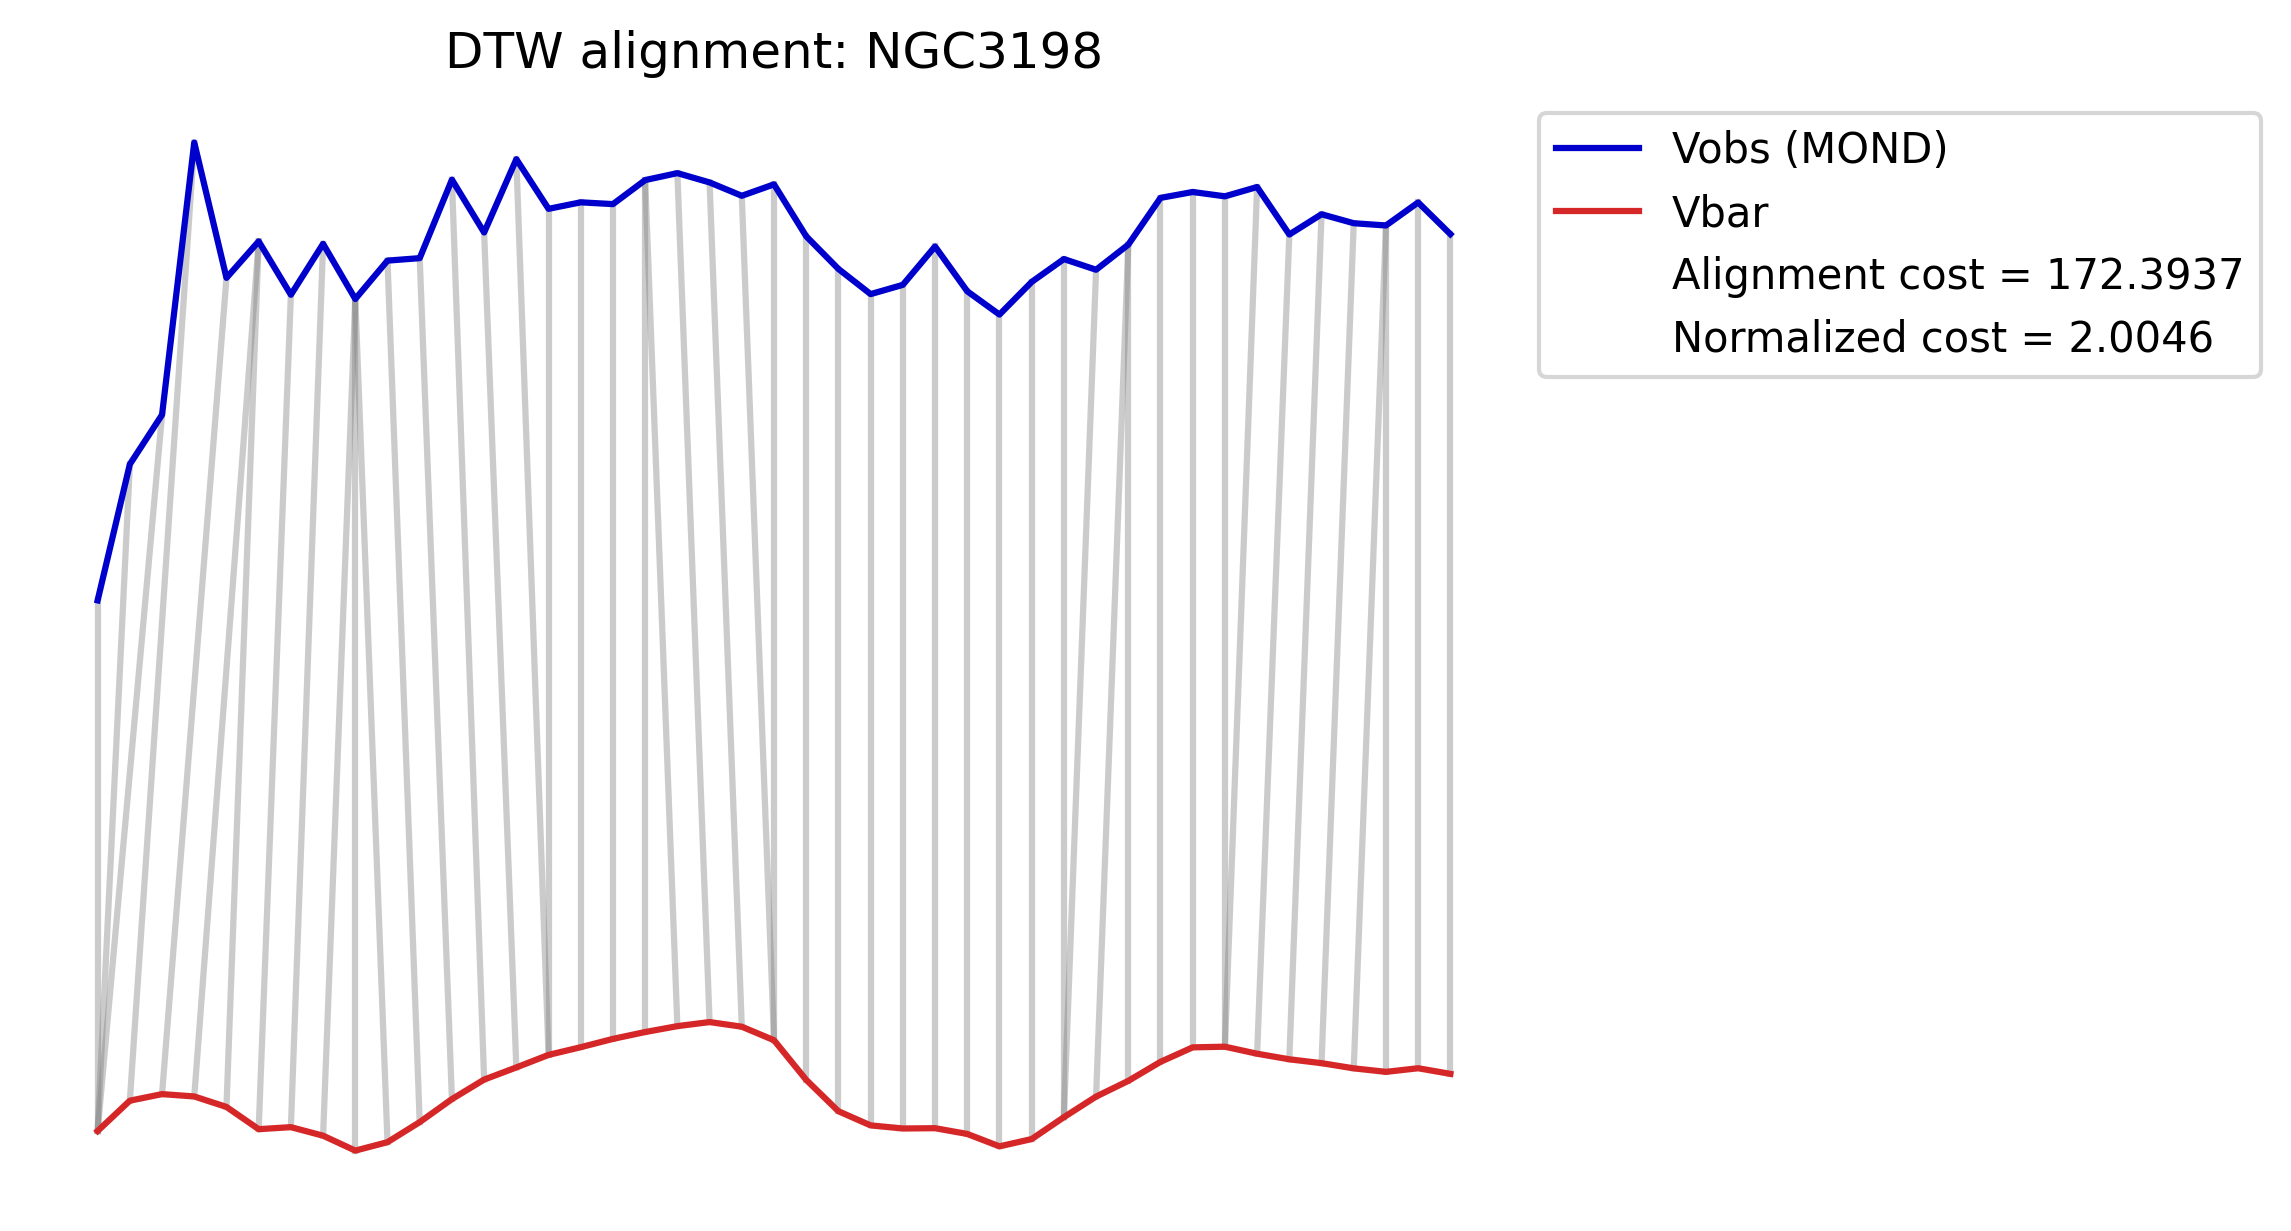 DTW alignment: NGC3198
Vobs (MOND)
Vbar
Alignment cost = 172.3937
Normalized cost = 2.0046